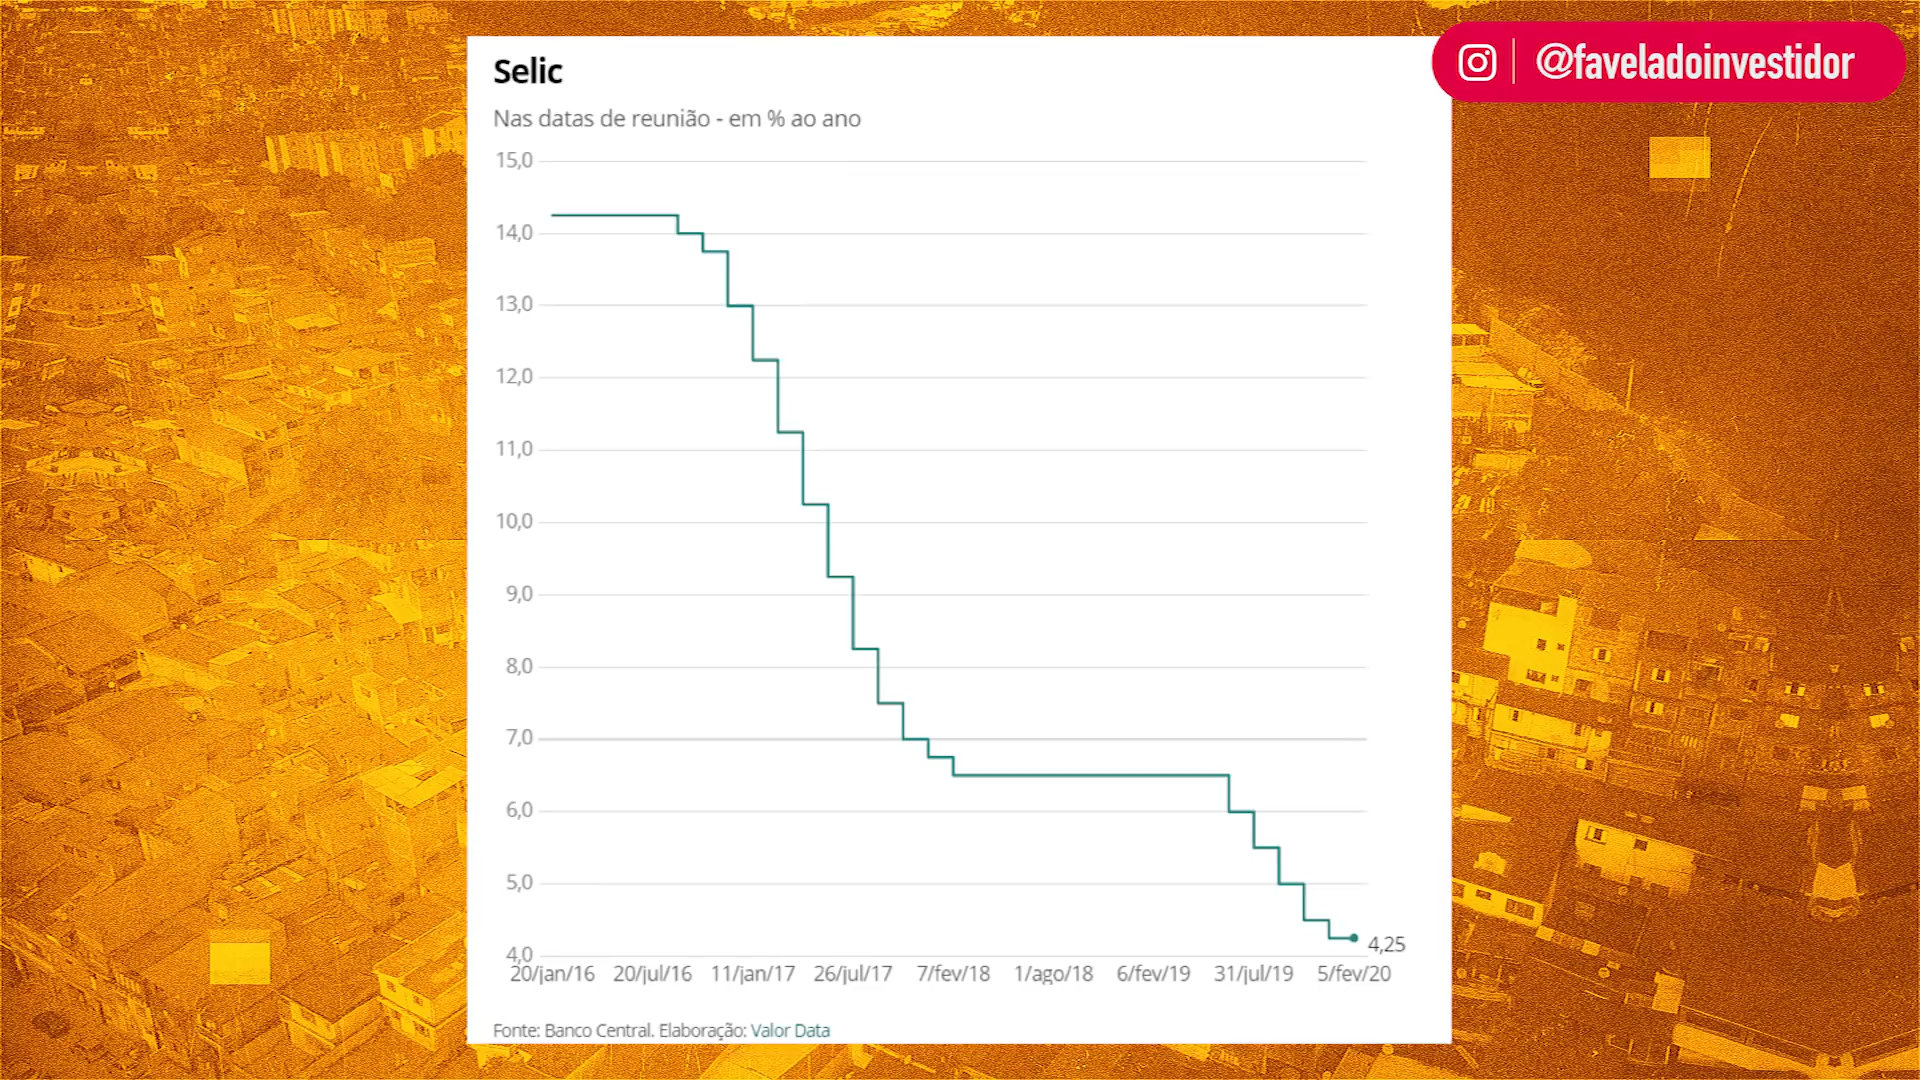 @faveladoinvestidor
Selic
Nas datas de reunião - em % ao ano
15,0
14,0
13,0
12,0
11,0
10,0
9,0
8,0
7,0
6,0
5,0
4,0
4,25
20/jan/16 20/jul/16 11/jan/17 26/jul/17 7/fev/18 1/ago/18 6/fev/19 31/jul/19 5/fev/20
Fonte: Banco Central. Elaboração: Valor Data